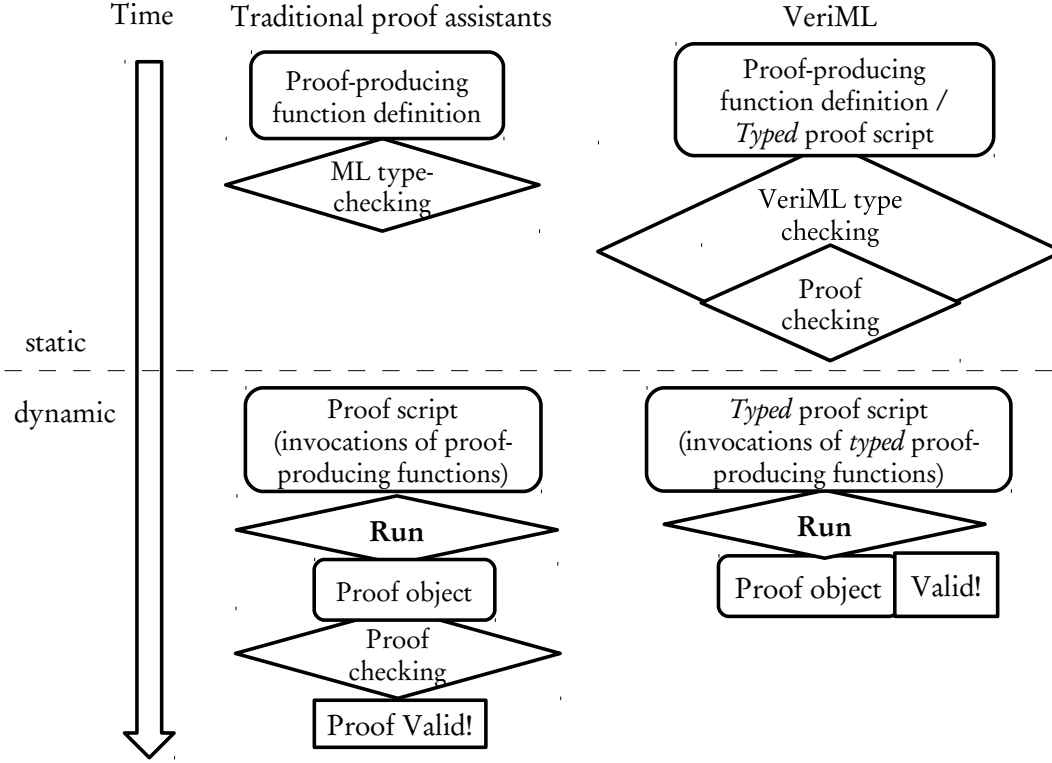 Time
Traditional proof assistants
VeriML
Proof-producing
function definition
Proof-producing
function definition /
Typed proof script
ML type-
checking
VeriML type
checking
Proof
checking
static
dynamic
Proof script
(invocations of proof-
producing functions)
Typed proof script
(invocations of typed proof-
producing functions)
Run
Run
Proof object
Proof object
Valid!
Proof
checking
Proof Valid!